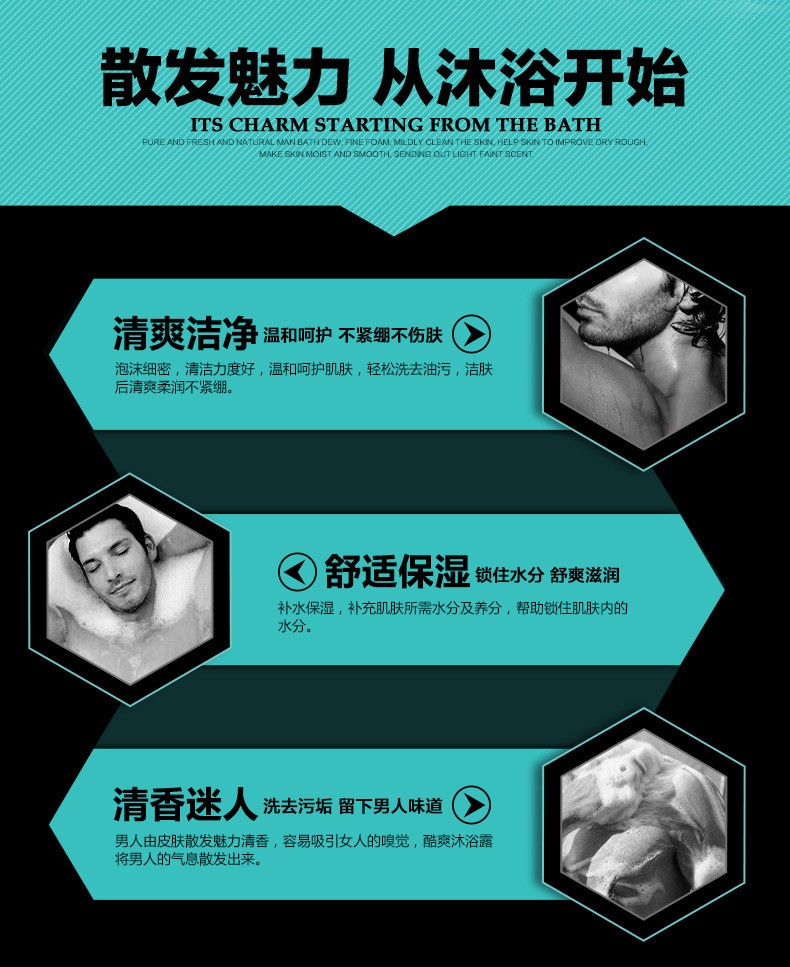 散发魅力 从沐浴开始
ITS CHARM STARTING FROM THE BATH
PURE AND FRESH AND NATURAL MAN BATH DEW, FINE FOAM, MILDLY CLEAN THE SKIN, HELP SKIN TO IMPROVE DRY ROUGH,
MAKE SKIN MOIST AND SMOOTH, SENDING OUT LIGHT FAINT SCENT
清爽洁净 温和呵护 不紧绷不伤肤
泡沫细密，清洁力度好，温和呵护肌肤，轻松洗去油污，洁肤
后清爽柔润不紧绷。
舒适保湿 锁住水分 舒爽滋润
补水保湿，补充肌肤所需水分及养分，帮助锁住肌肤内的
水分。
清香迷人 洗去污垢 留下男人味道
男人由皮肤散发魅力清香，容易吸引女人的嗅觉，酷爽沐浴露
将男人的气息散发出来。